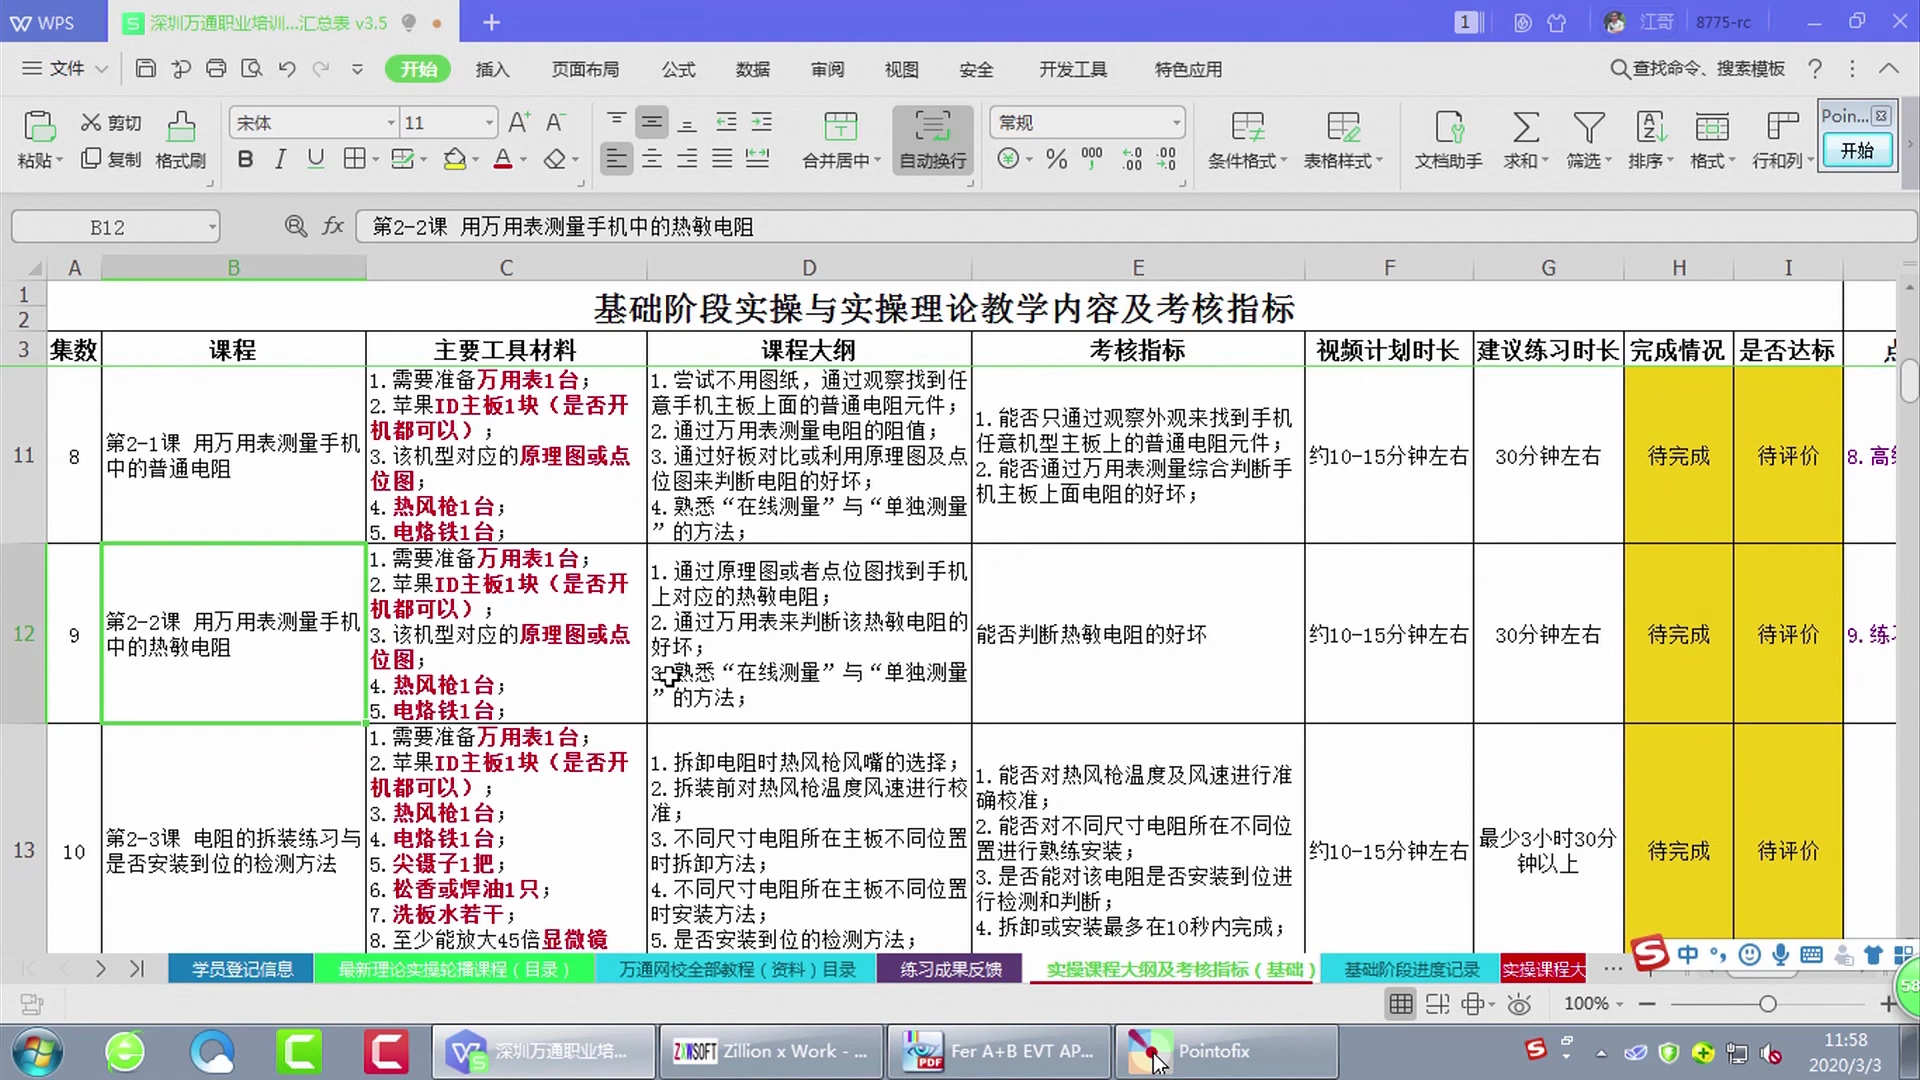 WPS
深圳万通职业培训...汇总表 v3.5
1
江哥
8775-rc
文件
开始
插入
页面布局
公式
数据
审阅
视图
安全
开发工具
特色应用
查找命令、搜索模板
粘贴
剪切
复制
格式刷
宋体
11
合并居中
自动换行
常规
条件格式
表格样式
文档助手
求和
筛选
排序
格式
行和列
Poin...
开始
B12
fx
第2-2课 用万用表测量手机中的热敏电阻
A B C D E F G H I
1
2
基础阶段实操与实操理论教学内容及考核指标
3
集数
课程
主要工具材料
课程大纲
考核指标
视频计划时长
建议练习时长
完成情况
是否达标
11
8
第2-1课 用万用表测量手机
中的普通电阻
1.需要准备万用表1台；
2.苹果ID主板1块（是否开
机都可以）；
3.该机型对应的原理图或点
位图；
4.热风枪1台；
5.电烙铁1台；
1.尝试不用图纸，通过观察找到任
意手机主板上面的普通电阻元件；
2.通过万用表测量电阻的阻值；
3.通过好板对比或利用原理图及点
位图来判断电阻的好坏；
4.熟悉“在线测量”与“单独测量
”的方法；
1.能否只通过观察外观来找到手机
任意机型主板上的普通电阻元件；
2.能否通过万用表测量综合判断手
机主板上面电阻的好坏；
约10-15分钟左右
30分钟左右
待完成
待评价
8.高
12
9
第2-2课 用万用表测量手机
中的热敏电阻
1.需要准备万用表1台；
2.苹果ID主板1块（是否开
机都可以）；
3.该机型对应的原理图或点
位图；
4.热风枪1台；
5.电烙铁1台；
1.通过原理图或者点位图找到手机
上对应的热敏电阻；
2.通过万用表来判断该热敏电阻的
好坏；
3.熟悉“在线测量”与“单独测量
”的方法；
能否判断热敏电阻的好坏
约10-15分钟左右
30分钟左右
待完成
待评价
9.练
13
10
第2-3课 电阻的拆装练习与
是否安装到位的检测方法
1.需要准备万用表1台；
2.苹果ID主板1块（是否开
机都可以）；
3.热风枪1台；
4.电烙铁1台；
5.尖镊子1把；
6.松香或焊油1只；
7.洗板水若干；
8.至少能放大45倍显微镜
1.拆卸电阻时热风枪风嘴的选择；
2.拆装前对热风枪温度风速进行校
准；
3.不同尺寸电阻所在主板不同位置
时拆卸方法；
4.不同尺寸电阻所在主板不同位置
时安装方法；
5.是否安装到位的检测方法；
1.能否对热风枪温度及风速进行准
确校准；
2.能否对不同尺寸电阻所在不同位
置进行熟练安装；
3.是否能对该电阻是否安装到位进
行检测和判断；
4.拆卸或安装最多在10秒内完成；
约10-15分钟左右
最少3小时30分
钟以上
待完成
待评价
学员登记信息
最新理论实操轮播课程（目录）
万通网校全部教程（资料）目录
练习成果反馈
实操课程大纲及考核指标（基础）
基础阶段进度记录
实操课程大
中
58
100%
深圳万通职业培...
ZXWSOFT
Zillion x Work - ...
PDF
Fer A+B EVT AP...
Pointofix
11:58
2020/3/3